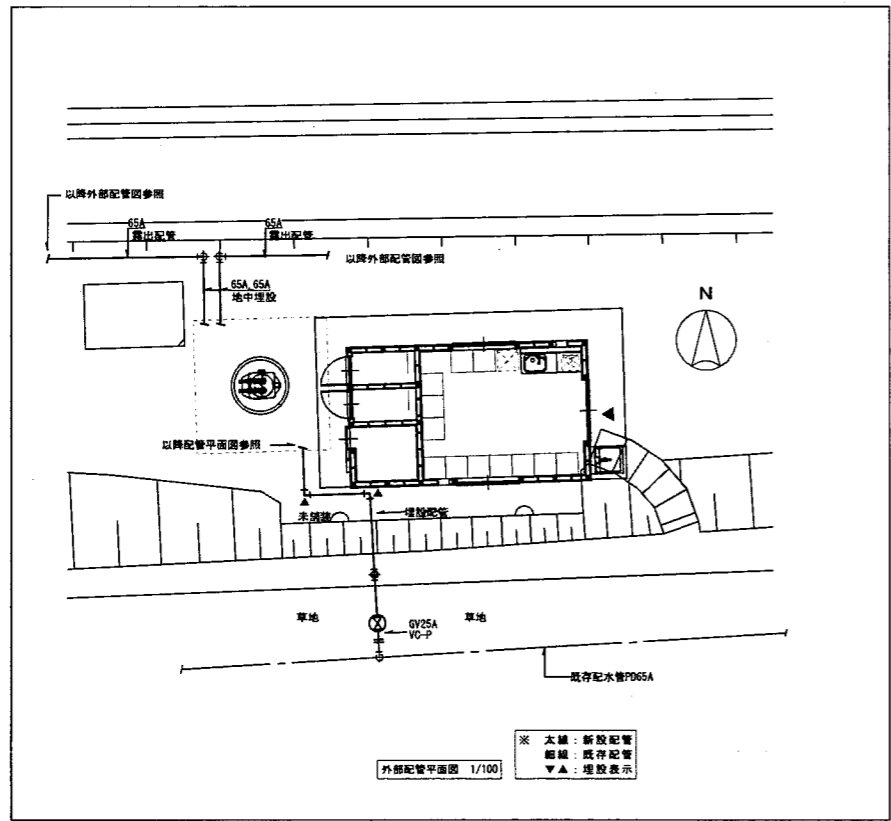 以降外部配管図参照
65A
露出配管
65A
露出配管
以降外部配管図参照
65A, 65A
地中埋設
N
以降配管平面図参照
未舗装
埋設配管
草地
GV25A
VC-P
草地
既存配水管PD65A
外部配管平面図 1/100
※ 太線：新設配管
細線：既存配管
▼▲：埋設表示